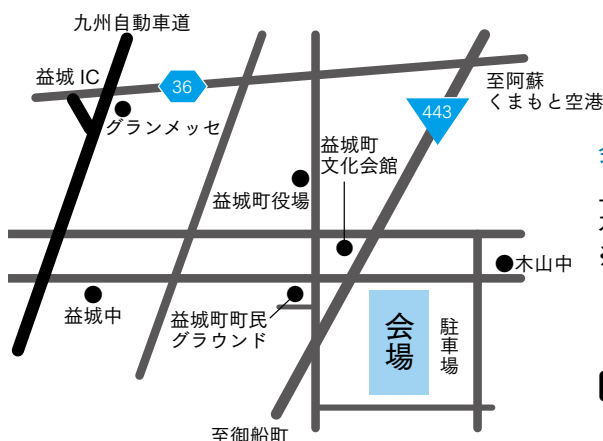 九州自動車道
益城 IC
36
グランメッセ
至阿蘇
くまもと空港
443
益城町
文化会館
益城町役場
木山中
益城中
益城町町民
グラウンド
会場
駐車場
至御船町